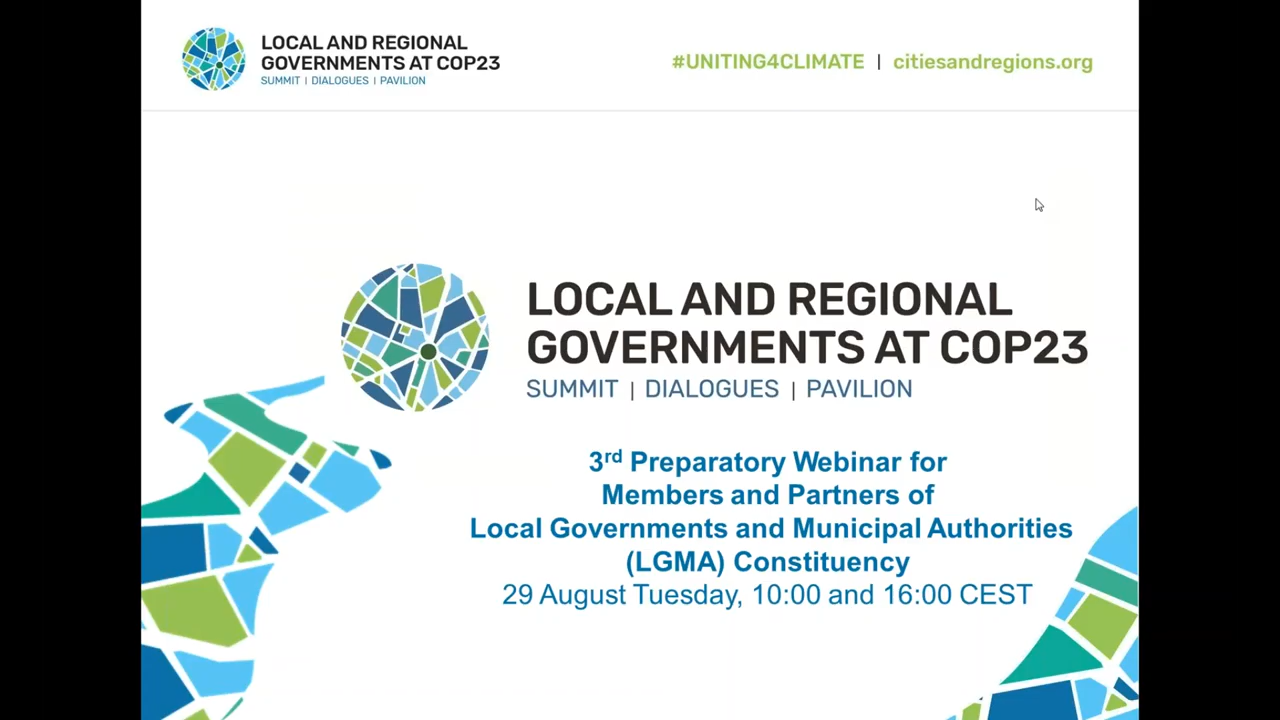 LOCAL AND REGIONAL
GOVERNMENTS AT COP23
SUMMIT | DIALOGUES | PAVILION
#UNITING4CLIMATE | citiesandregions.org
LOCAL AND REGIONAL
GOVERNMENTS AT COP23
SUMMIT | DIALOGUES | PAVILION
3rd Preparatory Webinar for
Members and Partners of
Local Governments and Municipal Authorities
(LGMA) Constituency
29 August Tuesday, 10:00 and 16:00 CEST